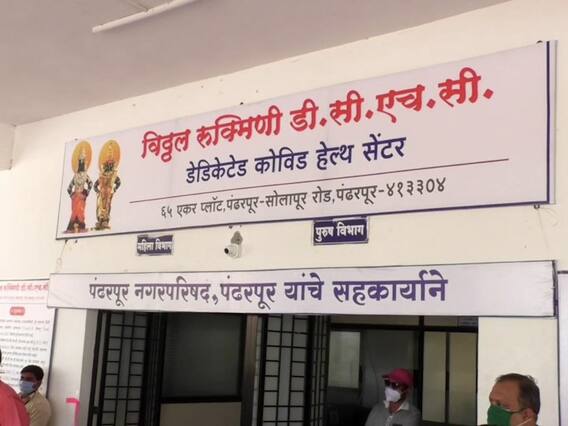 विठ्ठल रुक्मिणी डी.सी.एच.सी.
डेडिकेटेड कोविड हेल्थ सेंटर
६५ एकर प्लॉट,पंढरपूर-सोलापूर रोड,पंढरपूर-४१३३०४
महिला विभाग
पुरुष विभाग
पंढरपूर नगरपरिषद, पंढरपूर यांचे सहकार्याने